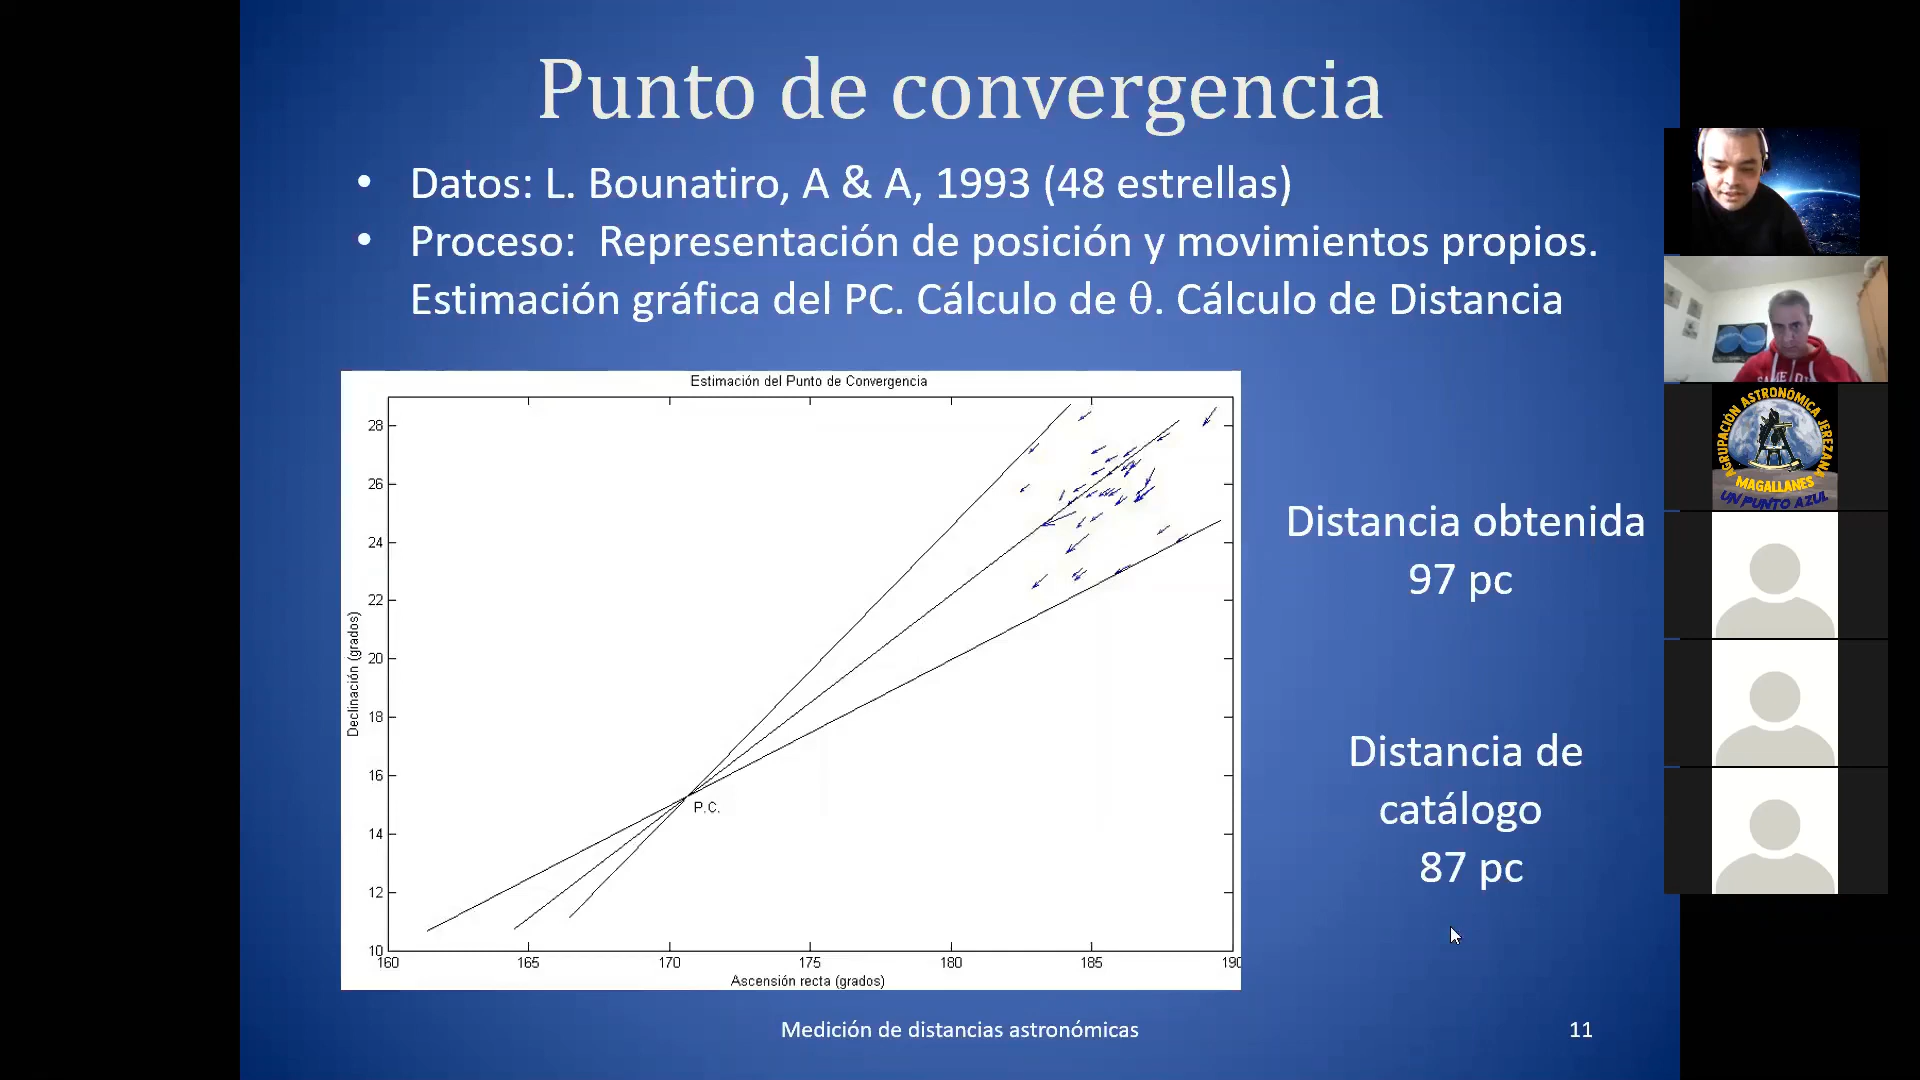 Punto de convergencia
• Datos: L. Bounatiro, A & A, 1993 (48 estrellas)
• Proceso: Representación de posición y movimientos propios.
Estimación gráfica del PC. Cálculo de θ. Cálculo de Distancia
Estimación del Punto de Convergencia
28
26
24
22
20
18
16
14
12
10
Declinación (grados)
P.C.
160 165 170 175 180 185 190
Ascensión recta (grados)
Distancia obtenida
97 pc
Distancia de
catálogo
87 pc
Medición de distancias astronómicas
11
AGRUPACIÓN ASTRONÓMICA JEREZANA
MAGALLANES
UN PUNTO AZUL